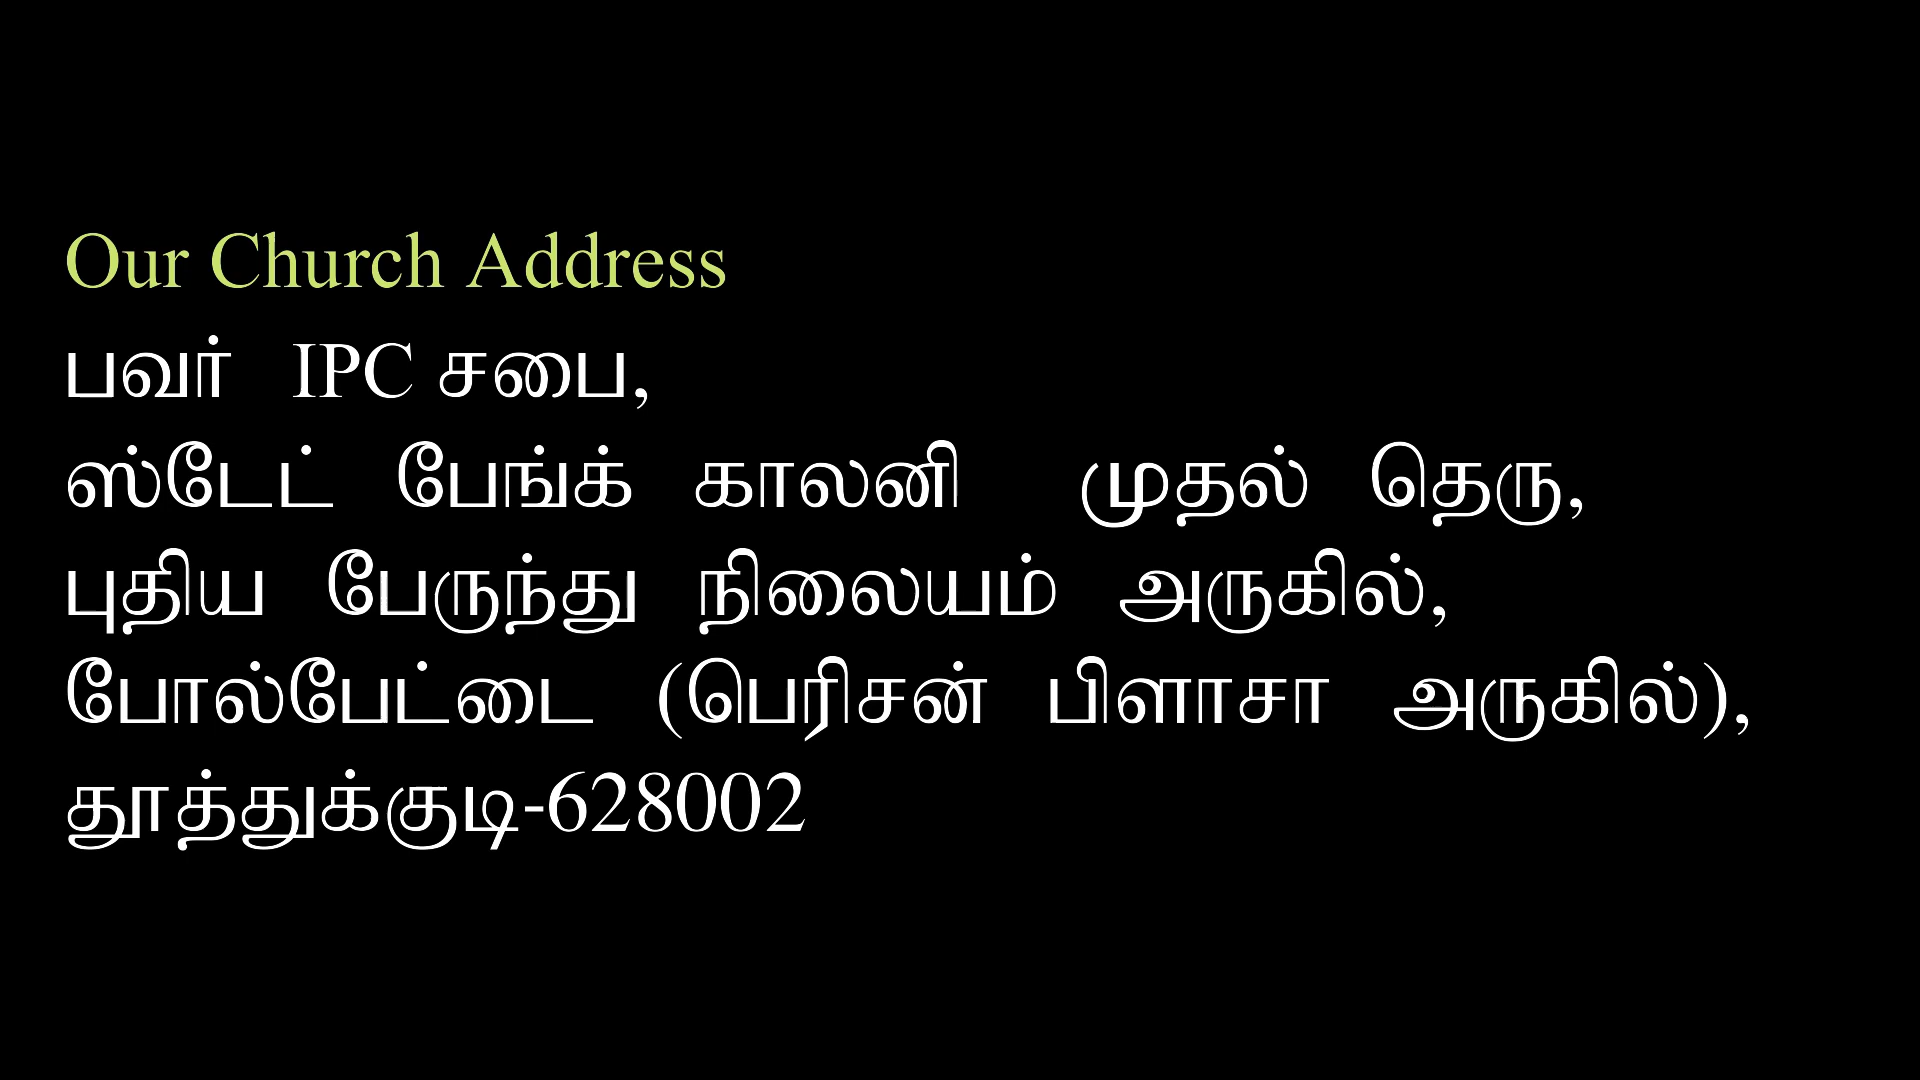 Our Church Address
பவர் IPC சபை,
ஸ்டேட் பேங்க் காலனி முதல் தெரு,
புதிய பேருந்து நிலையம் அருகில்,
போல்பேட்டை (பெரிசன் பிளாசா அருகில்),
தூத்துக்குடி-628002